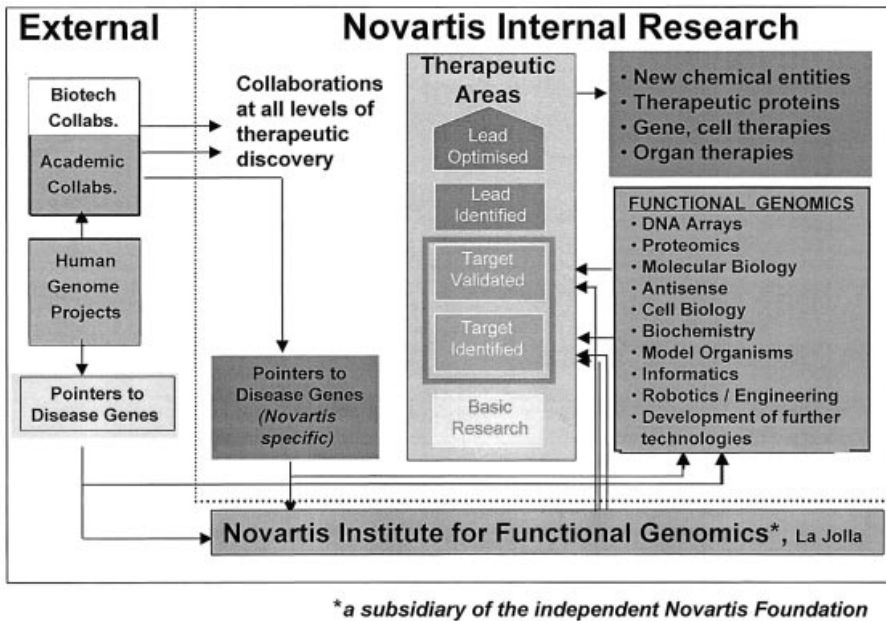 External
Novartis Internal Research
Biotech
Collabs.
Academic
Collabs.
Human
Genome
Projects
Pointers to
Disease Genes
Collaborations
at all levels of
therapeutic
discovery
Pointers to
Disease Genes
(Novartis
specific)
Therapeutic
Areas
Lead
Optimised
Lead
Identified
Target
Validated
Target
Identified
Basic
Research
• New chemical entities
• Therapeutic proteins
• Gene, cell therapies
• Organ therapies
FUNCTIONAL GENOMICS
• DNA Arrays
• Proteomics
• Molecular Biology
• Antisense
• Cell Biology
• Biochemistry
• Model Organisms
• Informatics
• Robotics / Engineering
• Development of further
technologies
Novartis Institute for Functional Genomics*, La Jolla
*a subsidiary of the independent Novartis Foundation